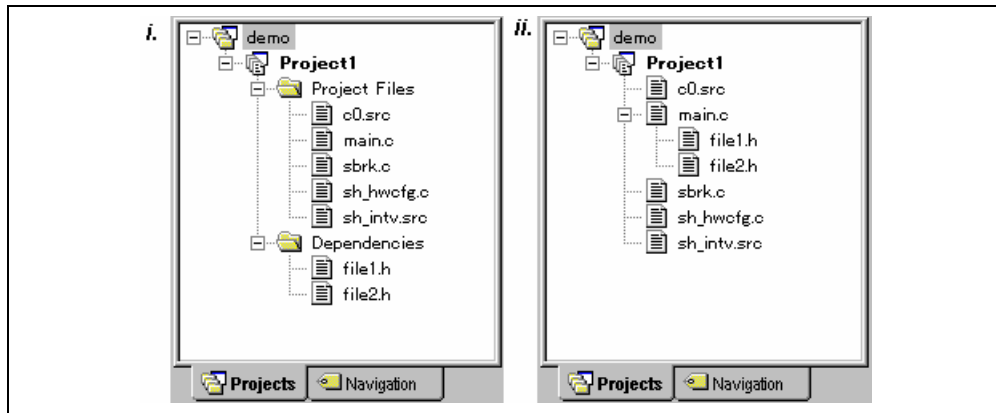 i.
demo
Project1
Project Files
c0.src
main.c
sbrk.c
sh_hwcfg.c
sh_intv.src
Dependencies
file1.h
file2.h
Projects Navigation
ii.
demo
Project1
c0.src
main.c
file1.h
file2.h
sbrk.c
sh_hwcfg.c
sh_intv.src
Projects Navigation